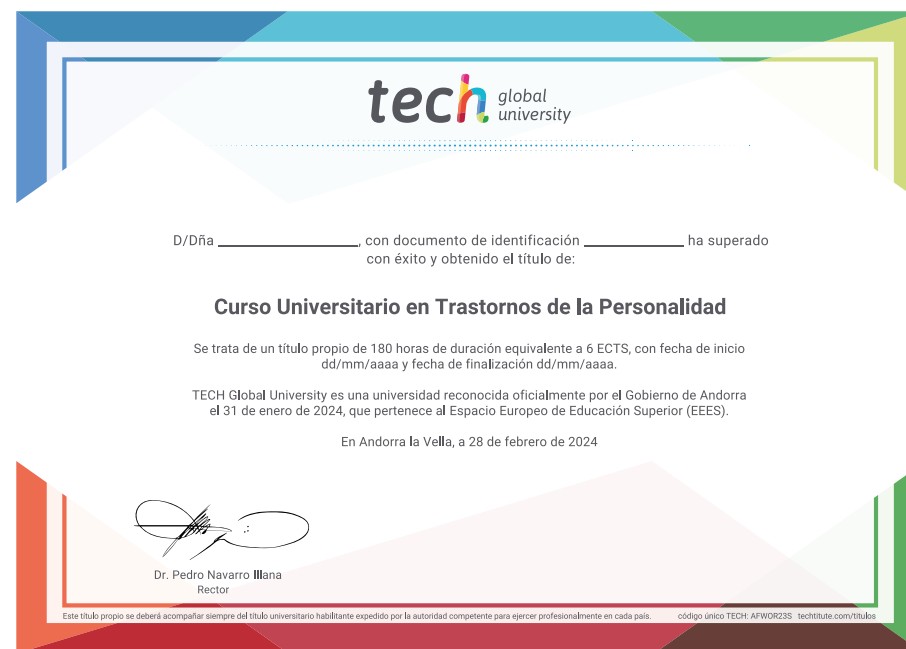 tech global university
D/Dña ____________________, con documento de identificación ______________ ha superado
con éxito y obtenido el título de:
Curso Universitario en Trastornos de la Personalidad
Se trata de un título propio de 180 horas de duración equivalente a 6 ECTS, con fecha de inicio
dd/mm/aaaa y fecha de finalización dd/mm/aaaa.
TECH Global University es una universidad reconocida oficialmente por el Gobierno de Andorra
el 31 de enero de 2024, que pertenece al Espacio Europeo de Educación Superior (EEES).
En Andorra la Vella, a 28 de febrero de 2024
Dr. Pedro Navarro Illana
Rector
Este título propio se deberá acompañar siempre del título universitario habilitante expedido por la autoridad competente para ejercer profesionalmente en cada país. código único TECH: AFWOR23S techtitute.com/titulos